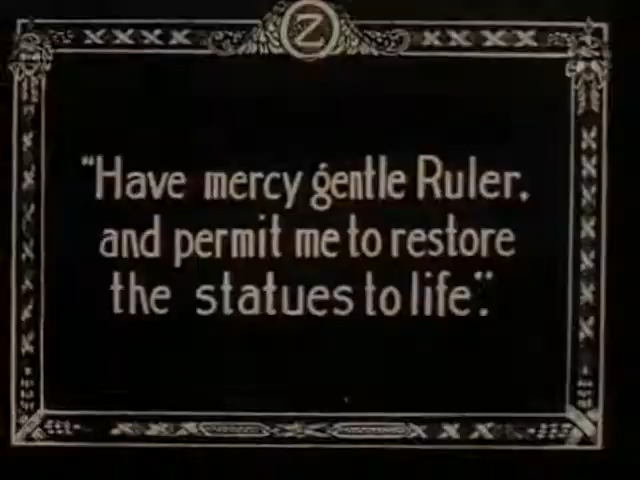 Z
"Have mercy gentle Ruler,
and permit me to restore
the statues to life."